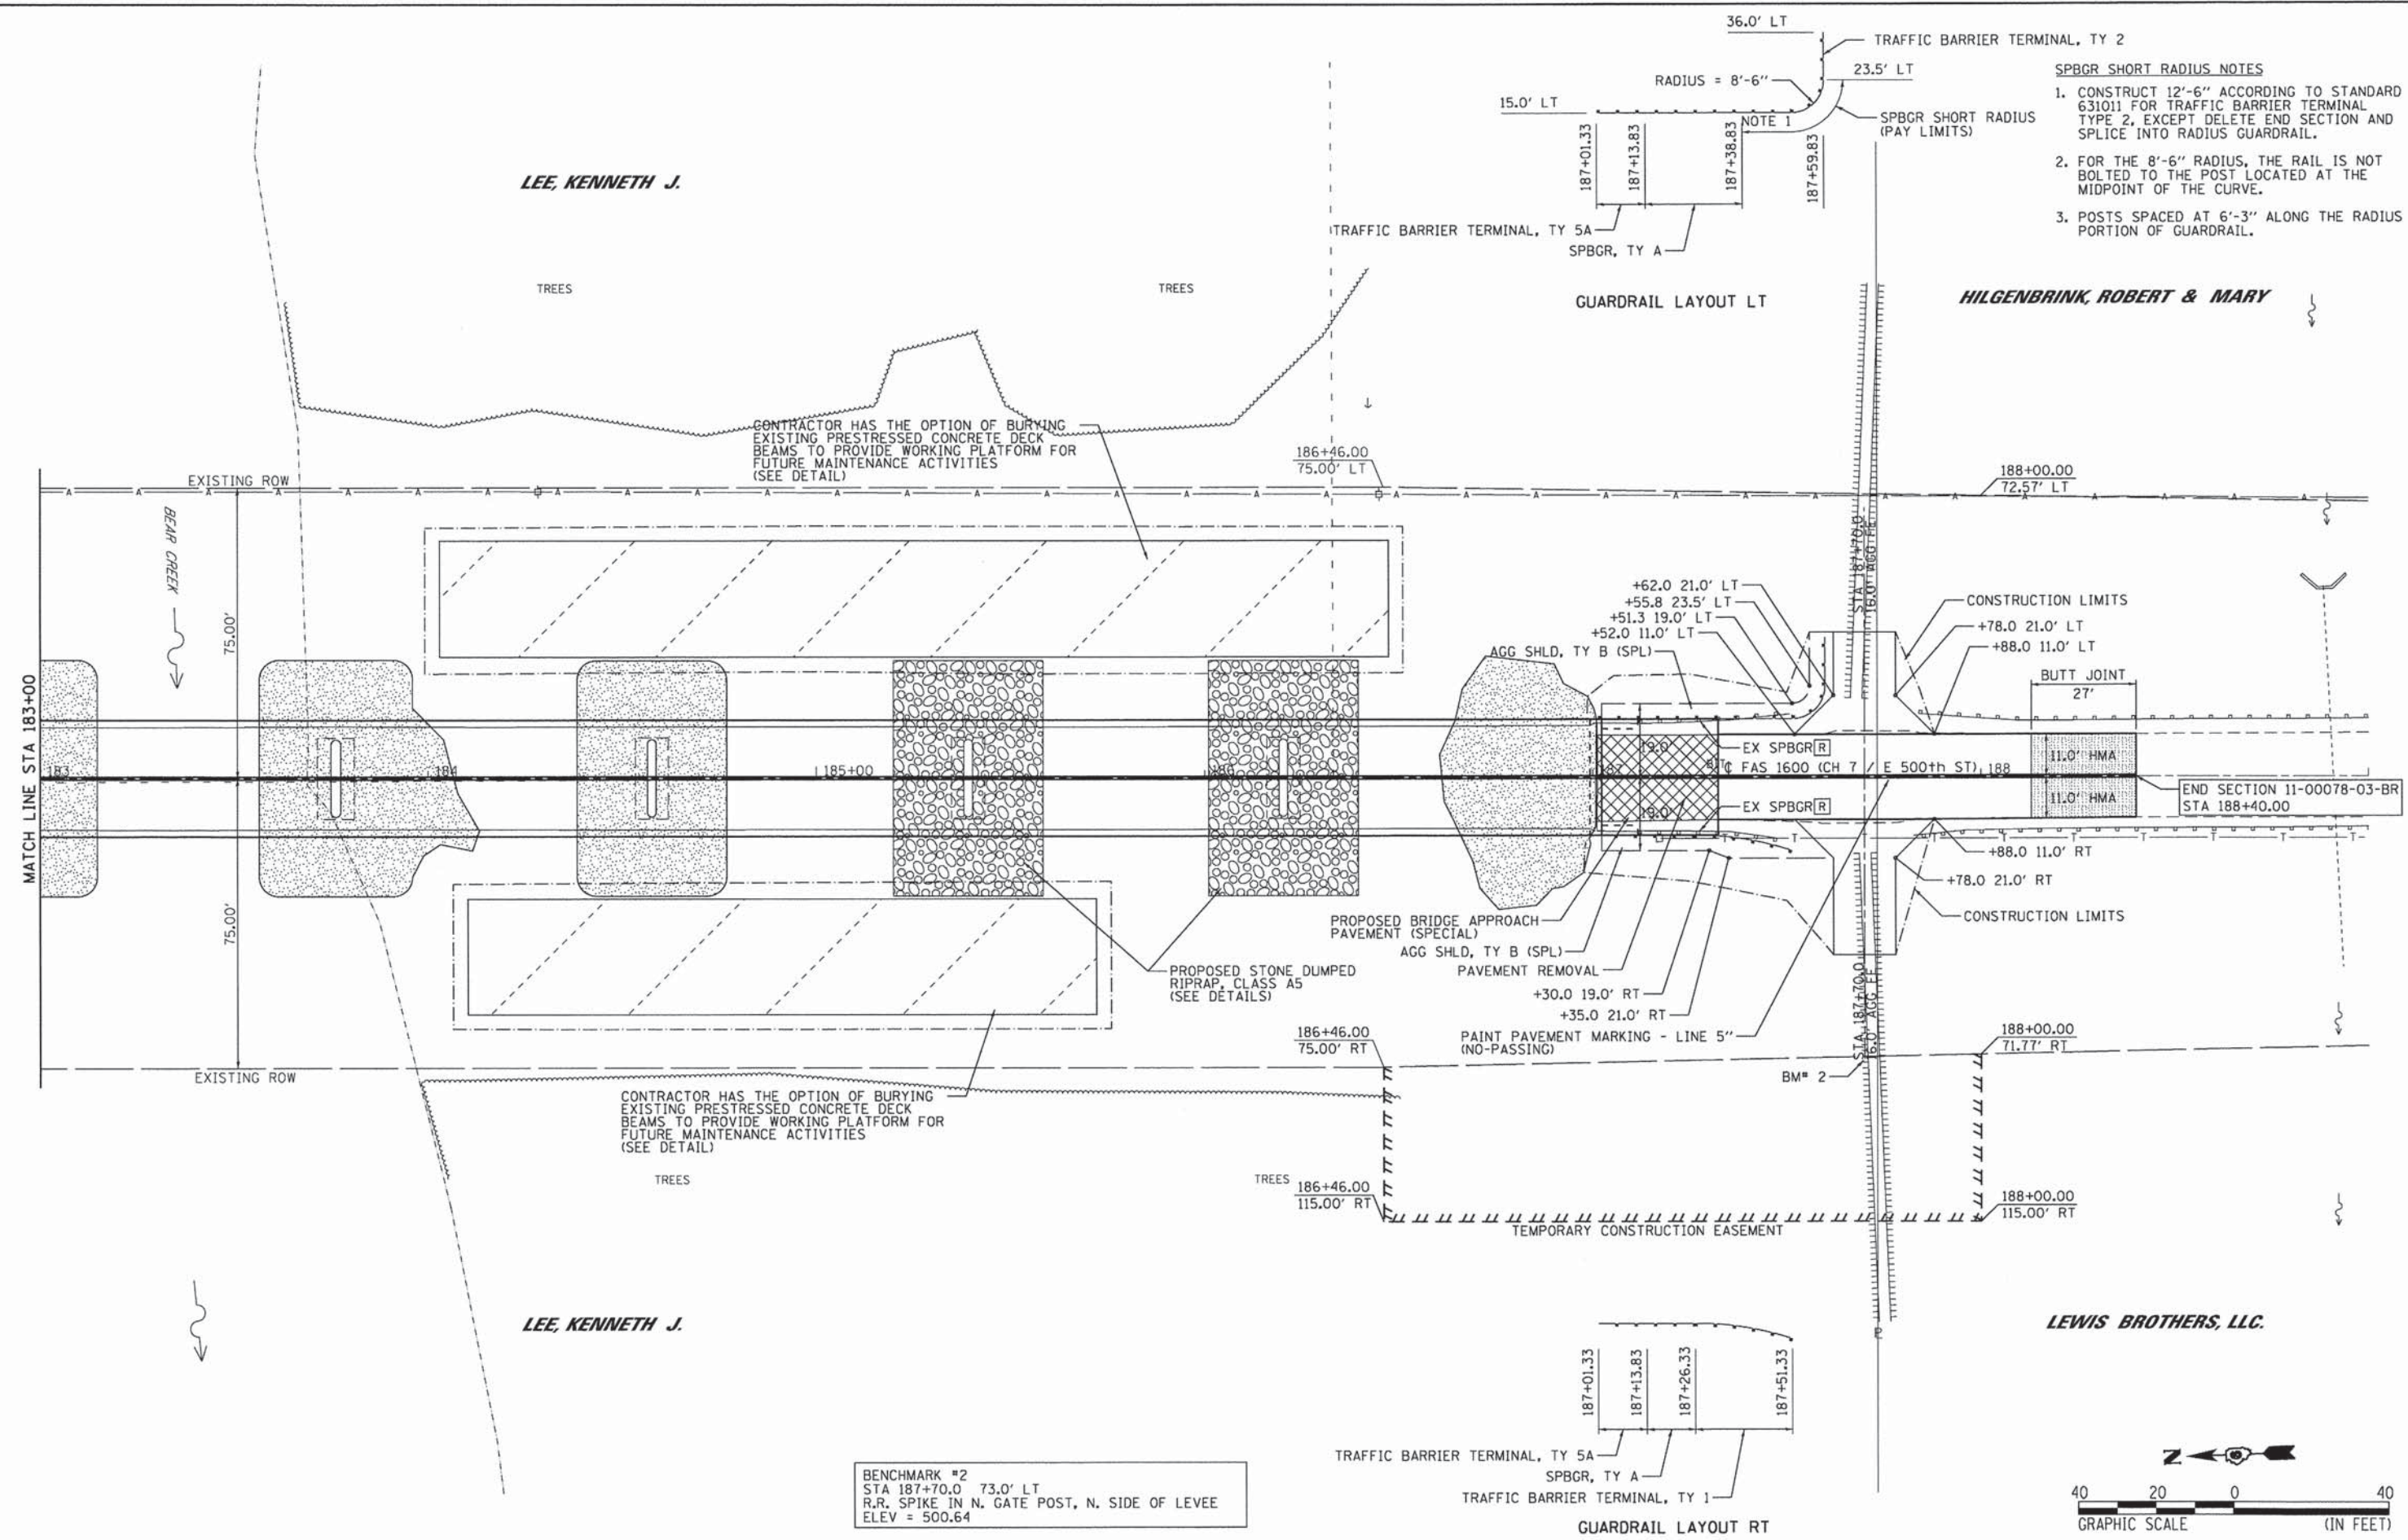 36.0' LT
TRAFFIC BARRIER TERMINAL, TY 2
RADIUS = 8'-6"
23.5' LT
15.0' LT
NOTE 1
SPBGR SHORT RADIUS
(PAY LIMITS)
187+01.33
187+13.83
187+38.83
187+59.83
TRAFFIC BARRIER TERMINAL, TY 5A
SPBGR, TY A
GUARDRAIL LAYOUT LT
SPBGR SHORT RADIUS NOTES
1. CONSTRUCT 12'-6" ACCORDING TO STANDARD
631011 FOR TRAFFIC BARRIER TERMINAL
TYPE 2, EXCEPT DELETE END SECTION AND
SPLICE INTO RADIUS GUARDRAIL.
2. FOR THE 8'-6" RADIUS, THE RAIL IS NOT
BOLTED TO THE POST LOCATED AT THE
MIDPOINT OF THE CURVE.
3. POSTS SPACED AT 6'-3" ALONG THE RADIUS
PORTION OF GUARDRAIL.
LEE, KENNETH J.
HILGENBRINK, ROBERT & MARY
TREES
TREES
CONTRACTOR HAS THE OPTION OF BURYING
EXISTING PRESTRESSED CONCRETE DECK
BEAMS TO PROVIDE WORKING PLATFORM FOR
FUTURE MAINTENANCE ACTIVITIES
(SEE DETAIL)
186+46.00
75.00' LT
188+00.00
72.57' LT
EXISTING ROW
BEAR CREEK
75.00'
MATCH LINE STA 183+00
STA 187+70.0
16.0' AGG FE
+62.0 21.0' LT
+55.8 23.5' LT
+51.3 19.0' LT
+52.0 11.0' LT
AGG SHLD, TY B (SPL)
CONSTRUCTION LIMITS
+78.0 21.0' LT
+88.0 11.0' LT
BUTT JOINT
27'
EX SPBGR R
19.0'
11.0' HMA
183
184
185+00
186
187
℄ FAS 1600 (CH 7 / E 500th ST)
188
11.0' HMA
END SECTION 11-00078-03-BR
STA 188+40.00
19.0'
EX SPBGR R
+88.0 11.0' RT
+78.0 21.0' RT
CONSTRUCTION LIMITS
75.00'
PROPOSED BRIDGE APPROACH
PAVEMENT (SPECIAL)
AGG SHLD, TY B (SPL)
PAVEMENT REMOVAL
+30.0 19.0' RT
+35.0 21.0' RT
PAINT PAVEMENT MARKING - LINE 5"
(NO-PASSING)
PROPOSED STONE DUMPED
RIPRAP, CLASS A5
(SEE DETAILS)
STA 187+70.0
16.0' AGG FE
186+46.00
75.00' RT
188+00.00
71.77' RT
BM# 2
EXISTING ROW
CONTRACTOR HAS THE OPTION OF BURYING
EXISTING PRESTRESSED CONCRETE DECK
BEAMS TO PROVIDE WORKING PLATFORM FOR
FUTURE MAINTENANCE ACTIVITIES
(SEE DETAIL)
TREES
TREES
186+46.00
115.00' RT
188+00.00
115.00' RT
TEMPORARY CONSTRUCTION EASEMENT
LEE, KENNETH J.
LEWIS BROTHERS, LLC.
187+01.33
187+13.83
187+26.33
187+51.33
TRAFFIC BARRIER TERMINAL, TY 5A
SPBGR, TY A
TRAFFIC BARRIER TERMINAL, TY 1
GUARDRAIL LAYOUT RT
BENCHMARK #2
STA 187+70.0 73.0' LT
R.R. SPIKE IN N. GATE POST, N. SIDE OF LEVEE
ELEV = 500.64
Z
40 20 0 40
GRAPHIC SCALE (IN FEET)